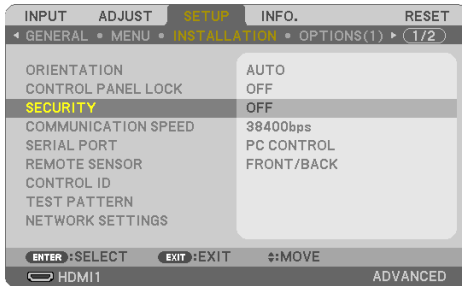 INPUT ADJUST SETUP INFO. RESET
◂ GENERAL • MENU • INSTALLATION • OPTIONS(1) ▸ 1/2
ORIENTATION AUTO
CONTROL PANEL LOCK OFF
SECURITY OFF
COMMUNICATION SPEED 38400bps
SERIAL PORT PC CONTROL
REMOTE SENSOR FRONT/BACK
CONTROL ID
TEST PATTERN
NETWORK SETTINGS
ENTER :SELECT EXIT :EXIT ⬍:MOVE
HDMI1 ADVANCED